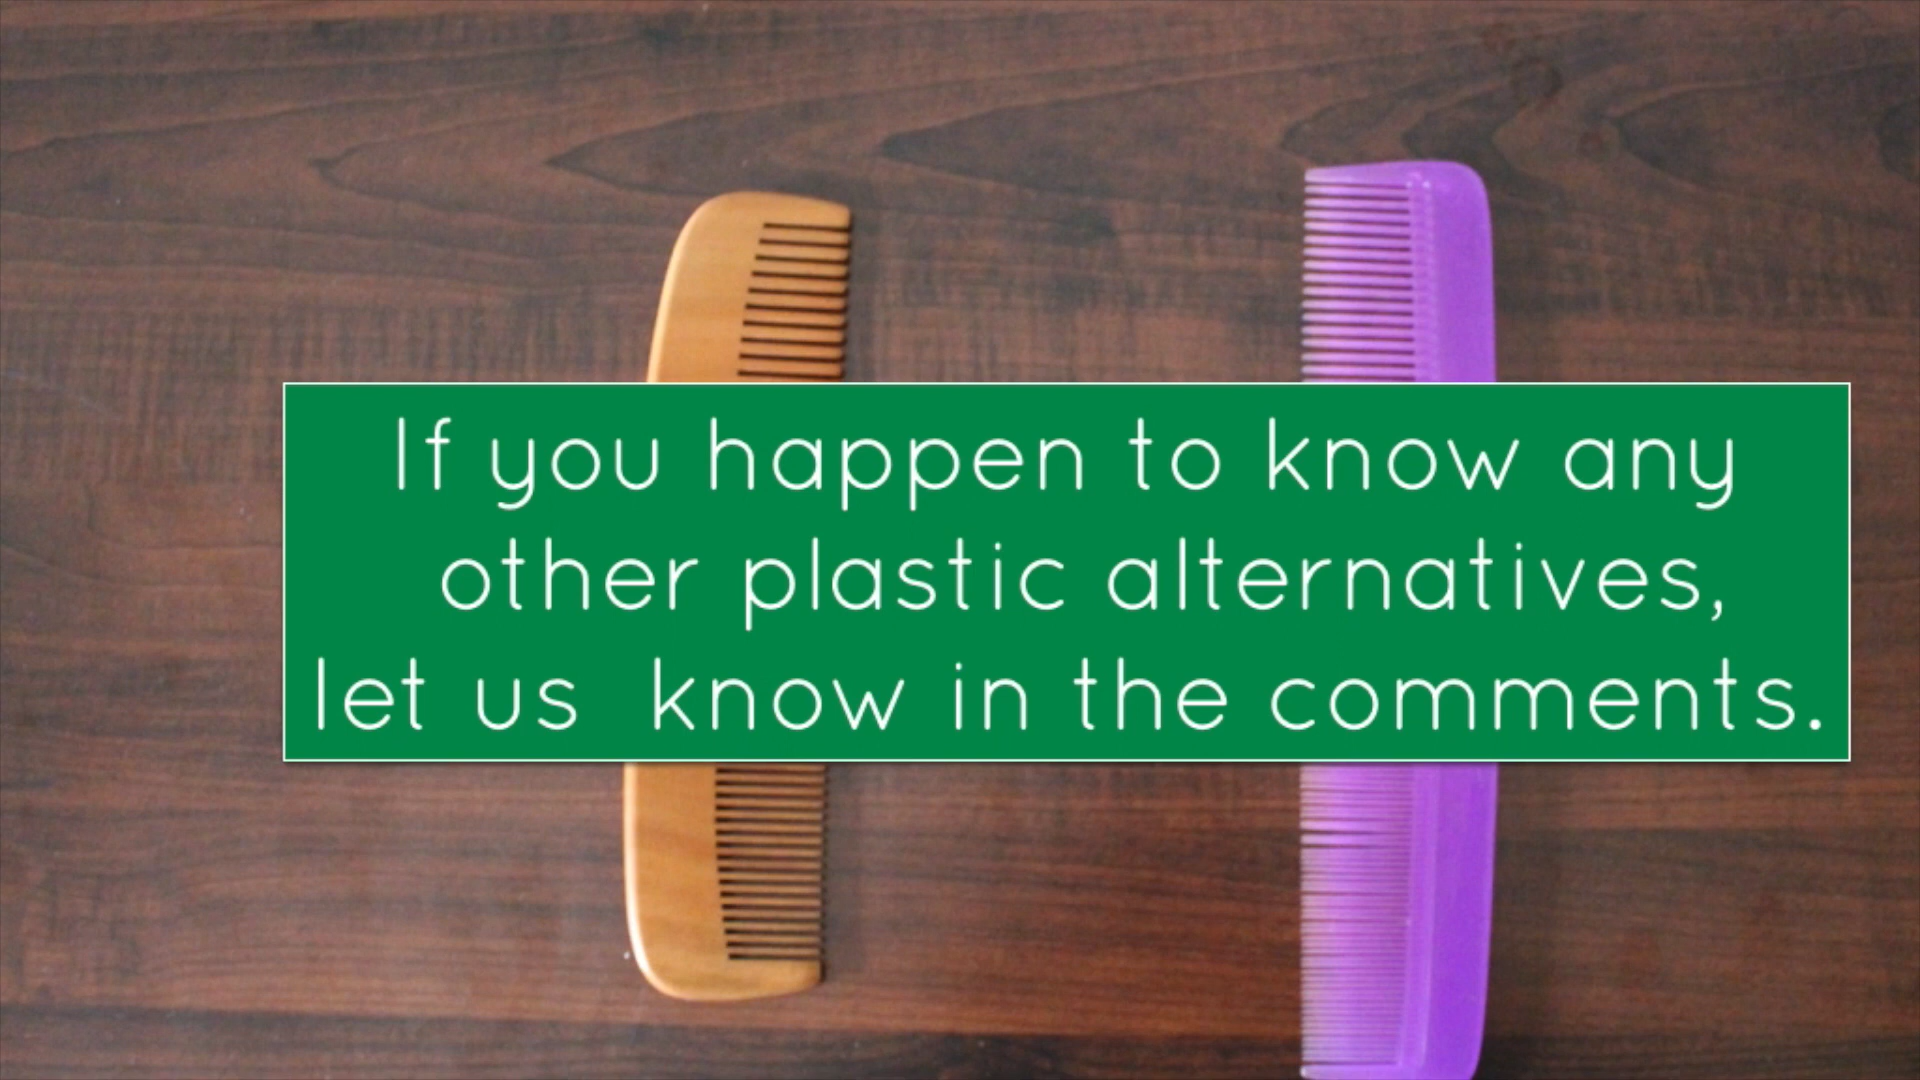 If you happen to know any
other plastic alternatives,
let us  know in the comments.